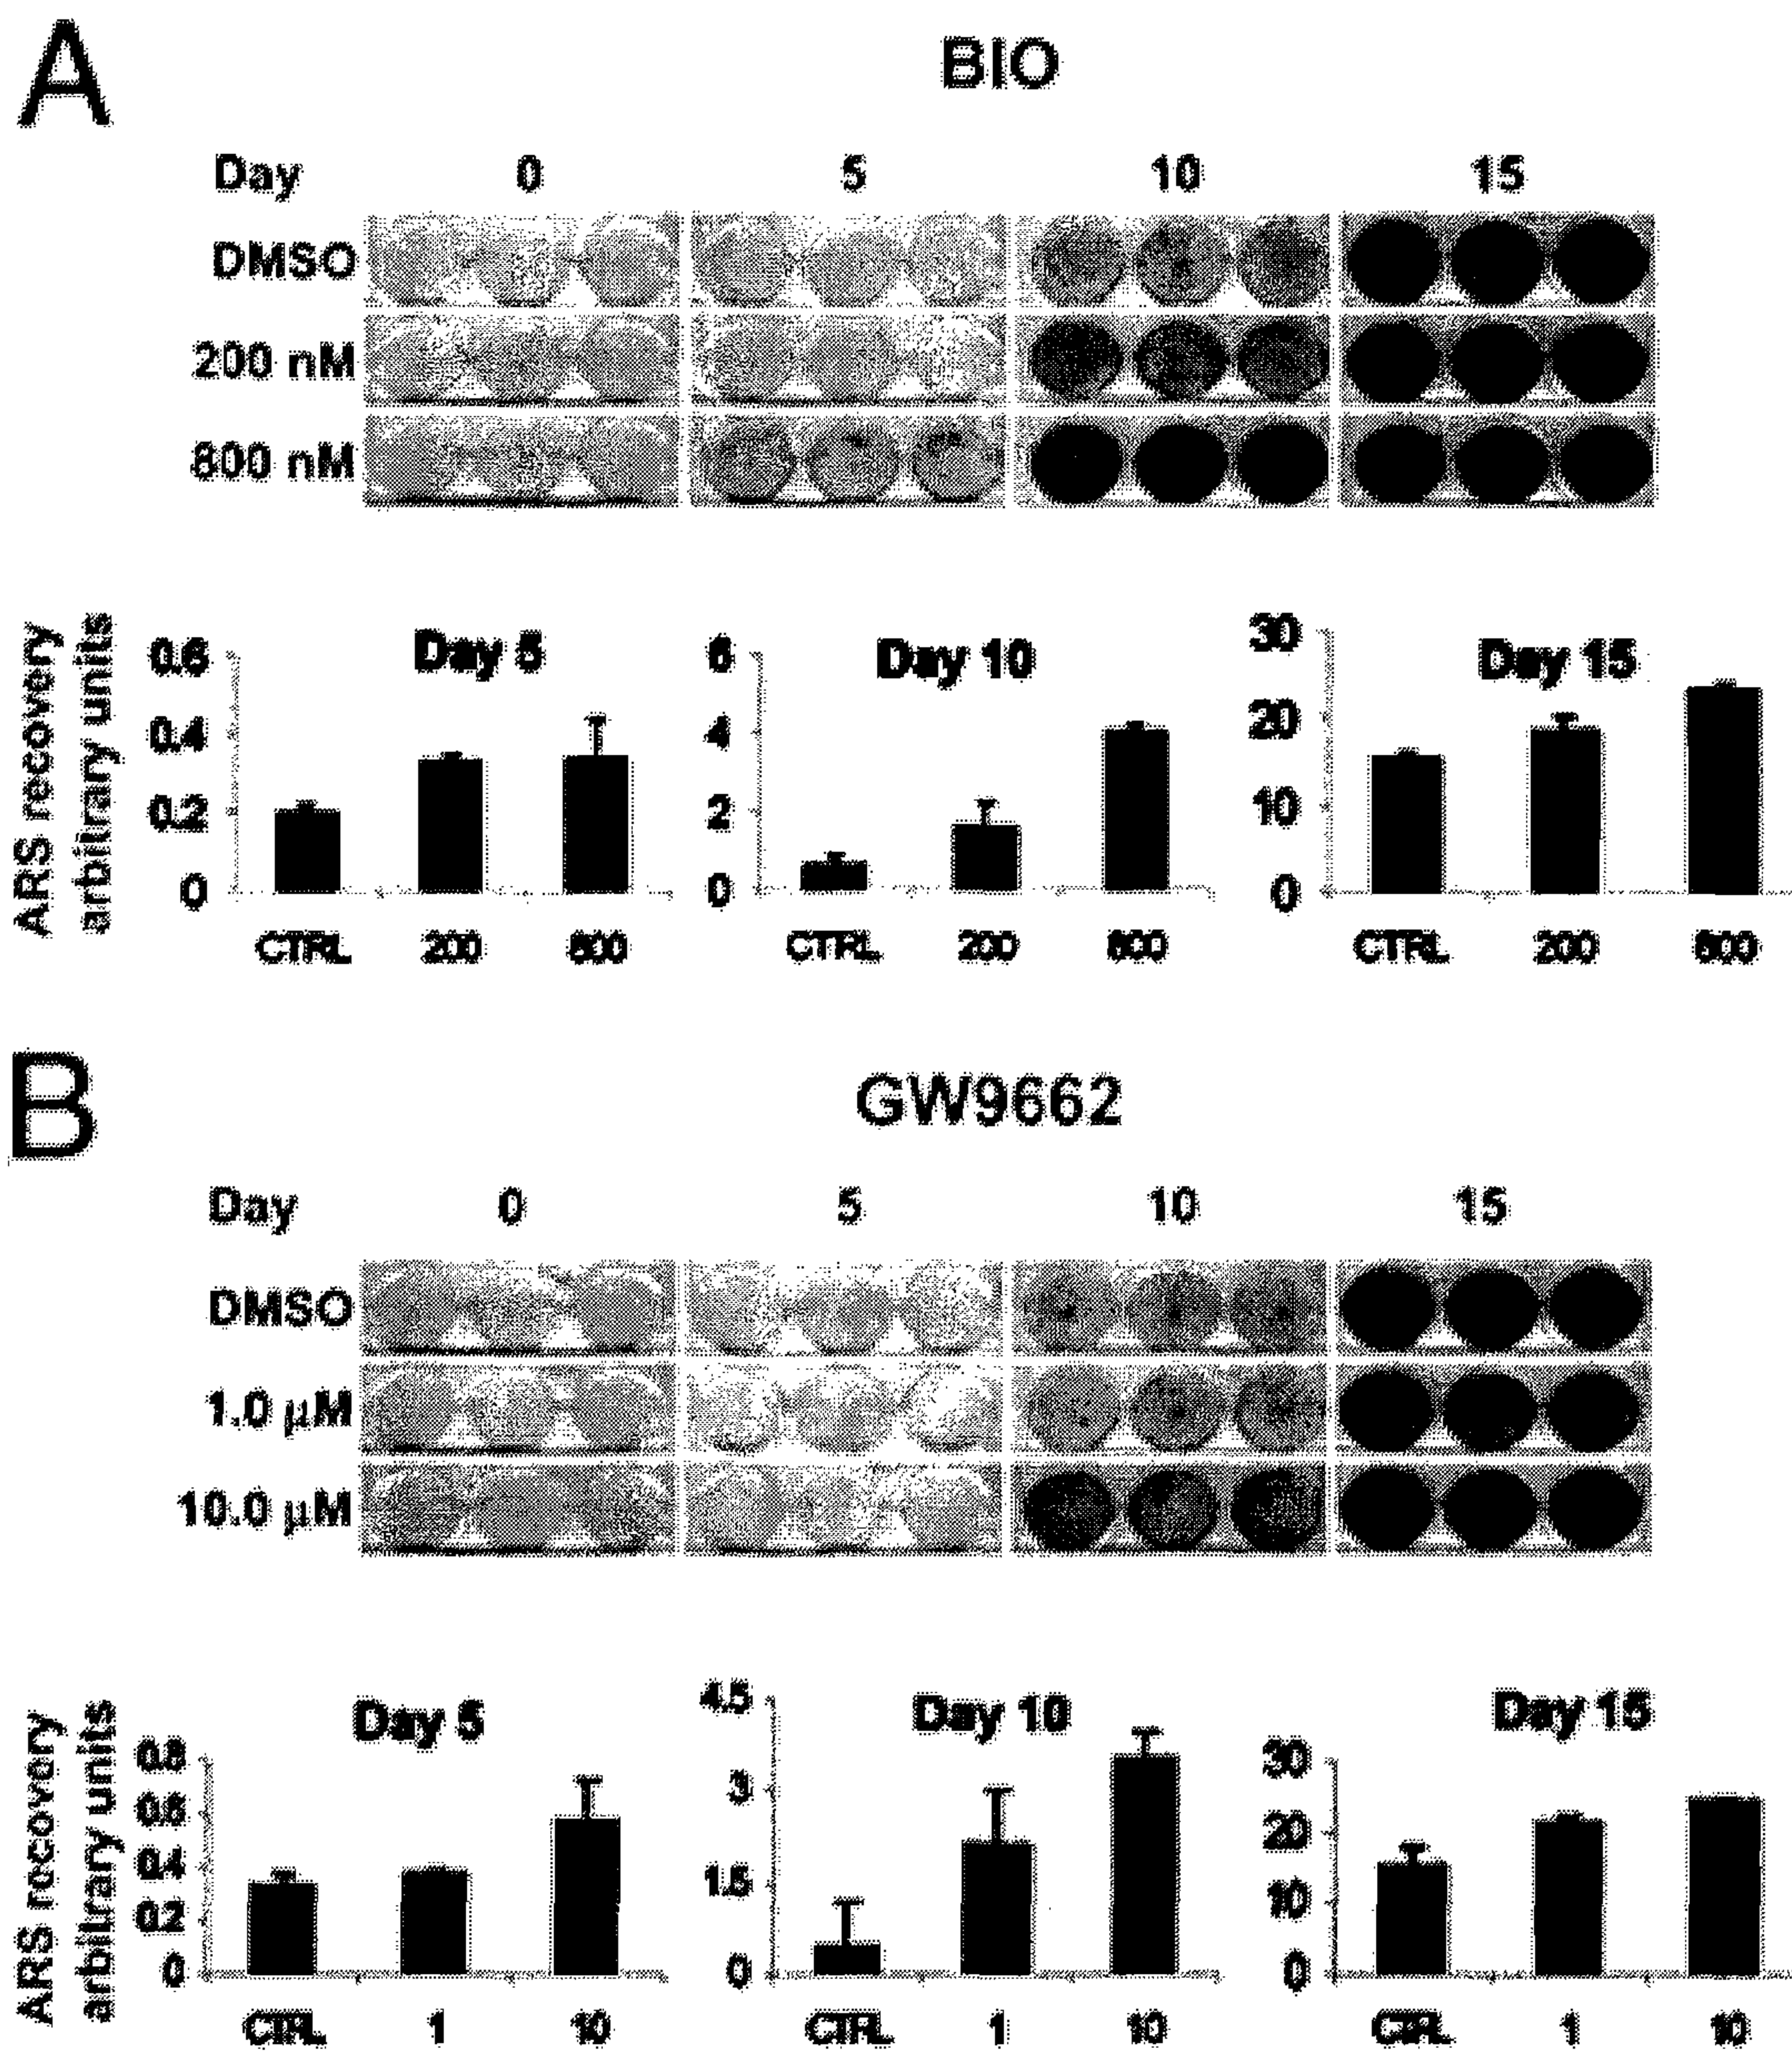 A
BIO
Day 0 5 10 15
DMSO
200 nM
800 nM
ARS recovery
arbitrary units
Day 5
0.6
0.4
0.2
0
CTRL 200 800
Day 10
6
4
2
0
CTRL 200 800
Day 15
30
20
10
0
CTRL 200 800
B
GW9662
Day 0 5 10 15
DMSO
1.0 μM
10.0 μM
ARS recovery
arbitrary units
Day 5
0.8
0.6
0.4
0.2
0
CTRL 1 10
Day 10
4.5
3
1.5
0
CTRL 1 10
Day 15
30
20
10
0
CTRL 1 10